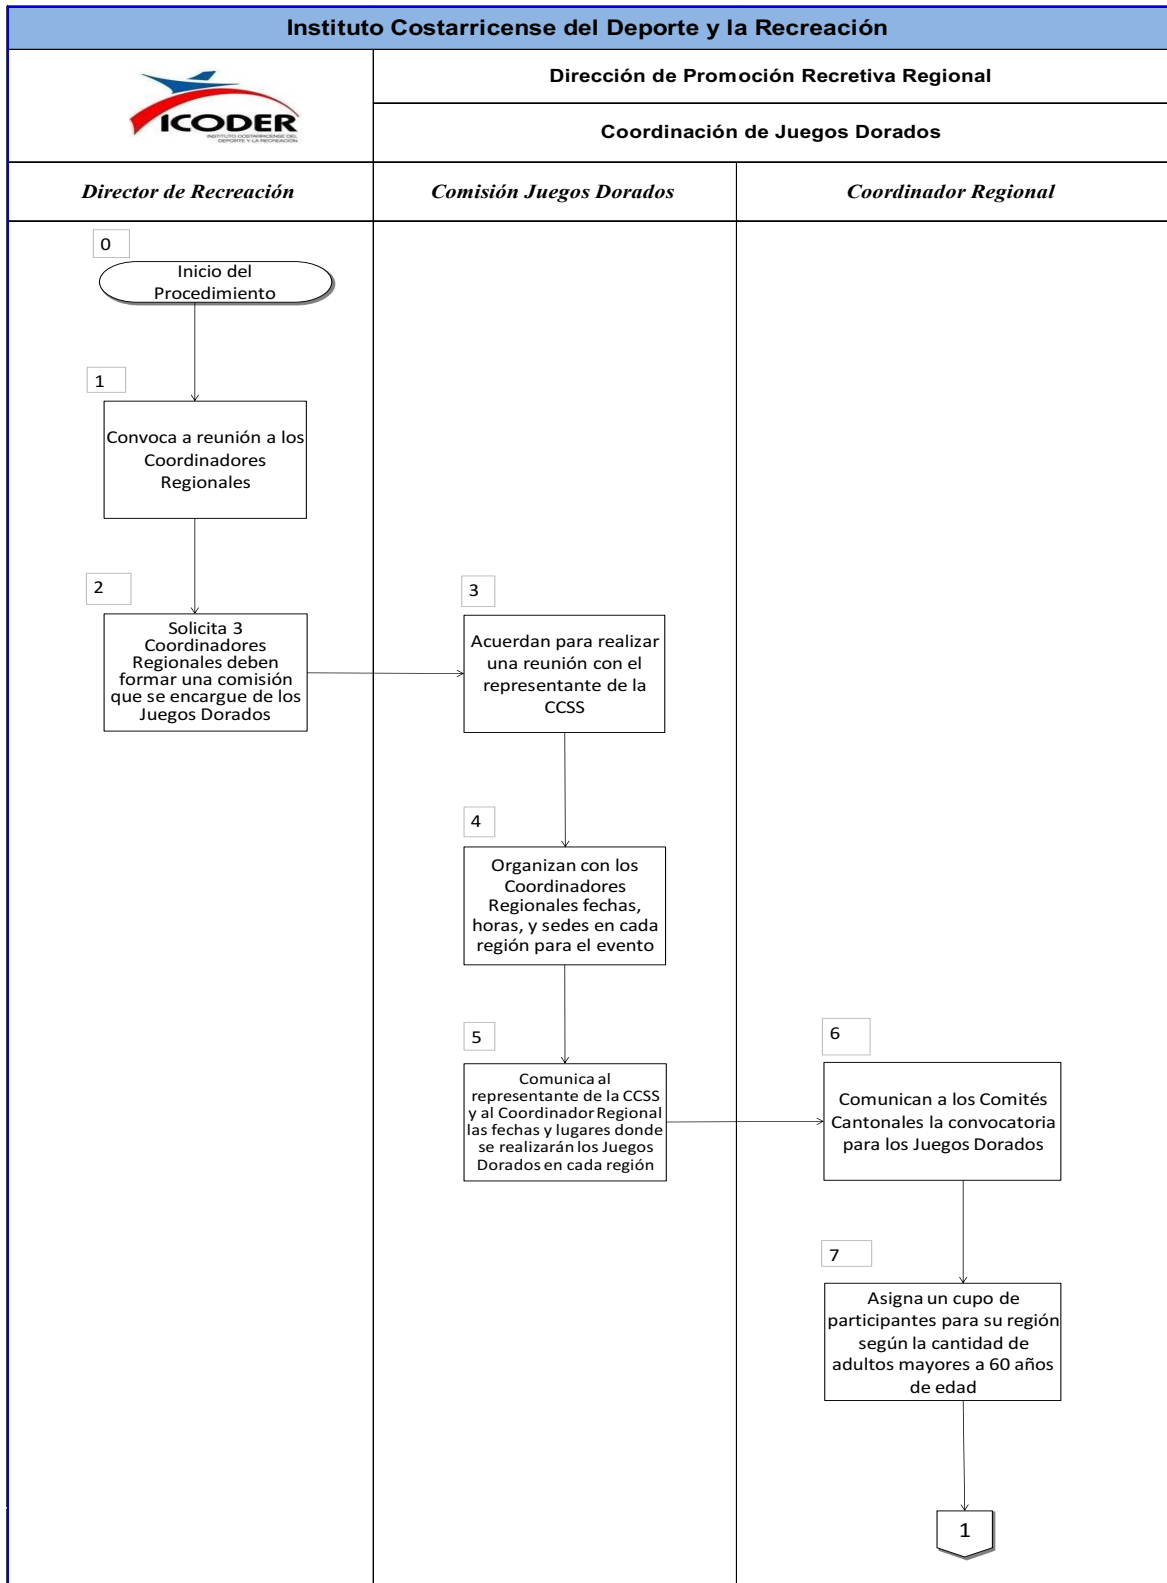 Instituto Costarricense del Deporte y la Recreación
ICODER
INSTITUTO COSTARRICENSE DEL
DEPORTE Y LA RECREACIÓN
Dirección de Promoción Recretiva Regional
Coordinación de Juegos Dorados
Director de Recreación
Comisión Juegos Dorados
Coordinador Regional
0
Inicio del
Procedimiento
1
Convoca a reunión a los
Coordinadores
Regionales
2
Solicita 3
Coordinadores
Regionales deben
formar una comisión
que se encargue de los
Juegos Dorados
3
Acuerdan para realizar
una reunión con el
representante de la
CCSS
4
Organizan con los
Coordinadores
Regionales fechas,
horas, y sedes en cada
región para el evento
5
Comunica al
representante de la CCSS
y al Coordinador Regional
las fechas y lugares donde
se realizarán los Juegos
Dorados en cada región
6
Comunican a los Comités
Cantonales la convocatoria
para los Juegos Dorados
7
Asigna un cupo de
participantes para su región
según la cantidad de
adultos mayores a 60 años
de edad
1